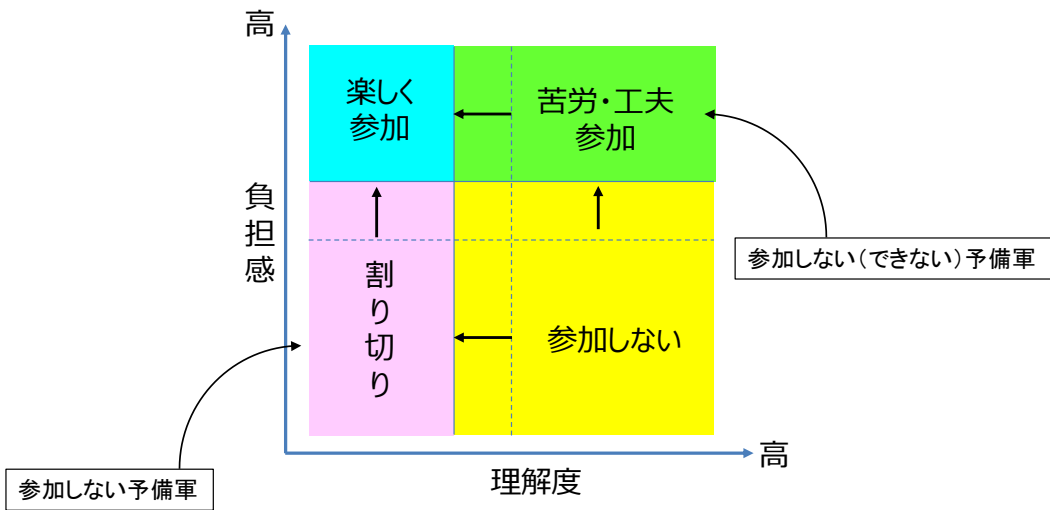 高
楽しく
参加
苦労・工夫
参加
負担感
参加しない（できない）予備軍
割り切り
参加しない
高
理解度
参加しない予備軍